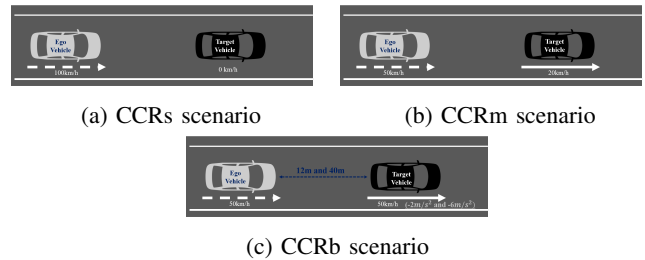 Ego
Vehicle
100km/h
Target
Vehicle
0 km/h
(a) CCRs scenario
Ego
Vehicle
50km/h
Target
Vehicle
20km/h
(b) CCRm scenario
Ego
Vehicle
50km/h
12m and 40m
Target
Vehicle
50km/h (-2m/s² and -6m/s²)
(c) CCRb scenario